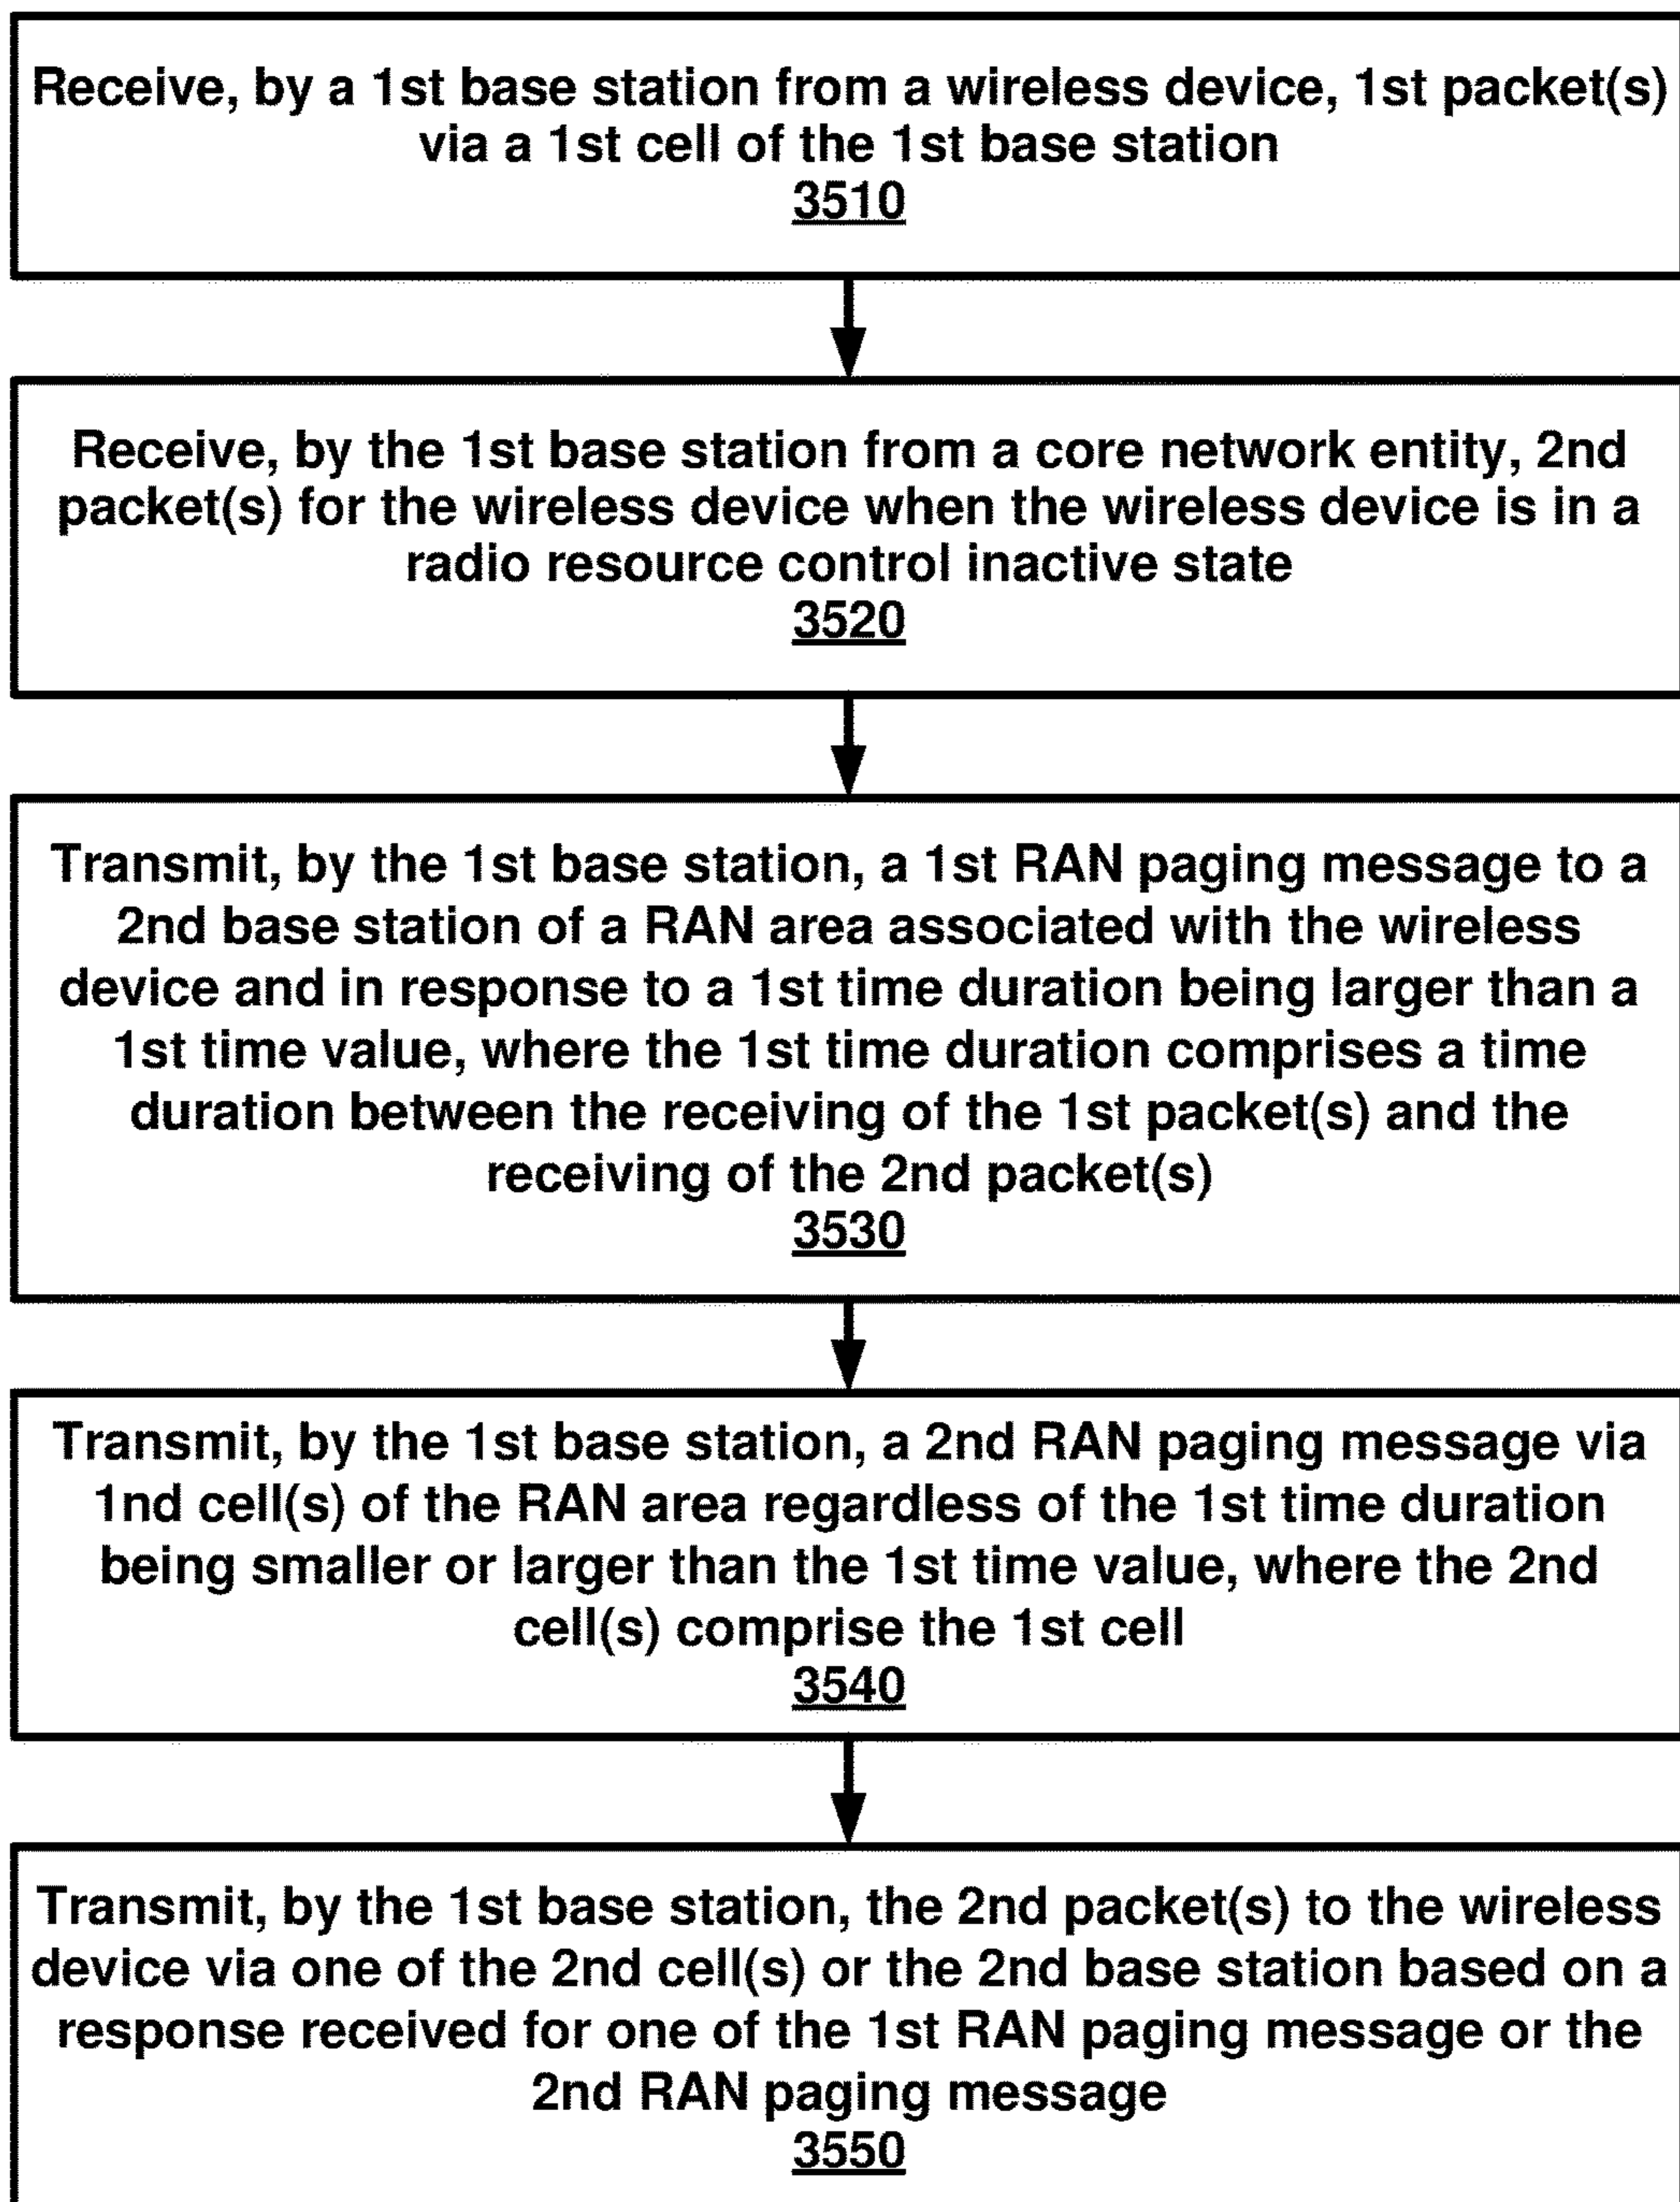 Receive, by a 1st base station from a wireless device, 1st packet(s)
via a 1st cell of the 1st base station
3510
Receive, by the 1st base station from a core network entity, 2nd
packet(s) for the wireless device when the wireless device is in a
radio resource control inactive state
3520
Transmit, by the 1st base station, a 1st RAN paging message to a
2nd base station of a RAN area associated with the wireless
device and in response to a 1st time duration being larger than a
1st time value, where the 1st time duration comprises a time
duration between the receiving of the 1st packet(s) and the
receiving of the 2nd packet(s)
3530
Transmit, by the 1st base station, a 2nd RAN paging message via
1nd cell(s) of the RAN area regardless of the 1st time duration
being smaller or larger than the 1st time value, where the 2nd
cell(s) comprise the 1st cell
3540
Transmit, by the 1st base station, the 2nd packet(s) to the wireless
device via one of the 2nd cell(s) or the 2nd base station based on a
response received for one of the 1st RAN paging message or the
2nd RAN paging message
3550